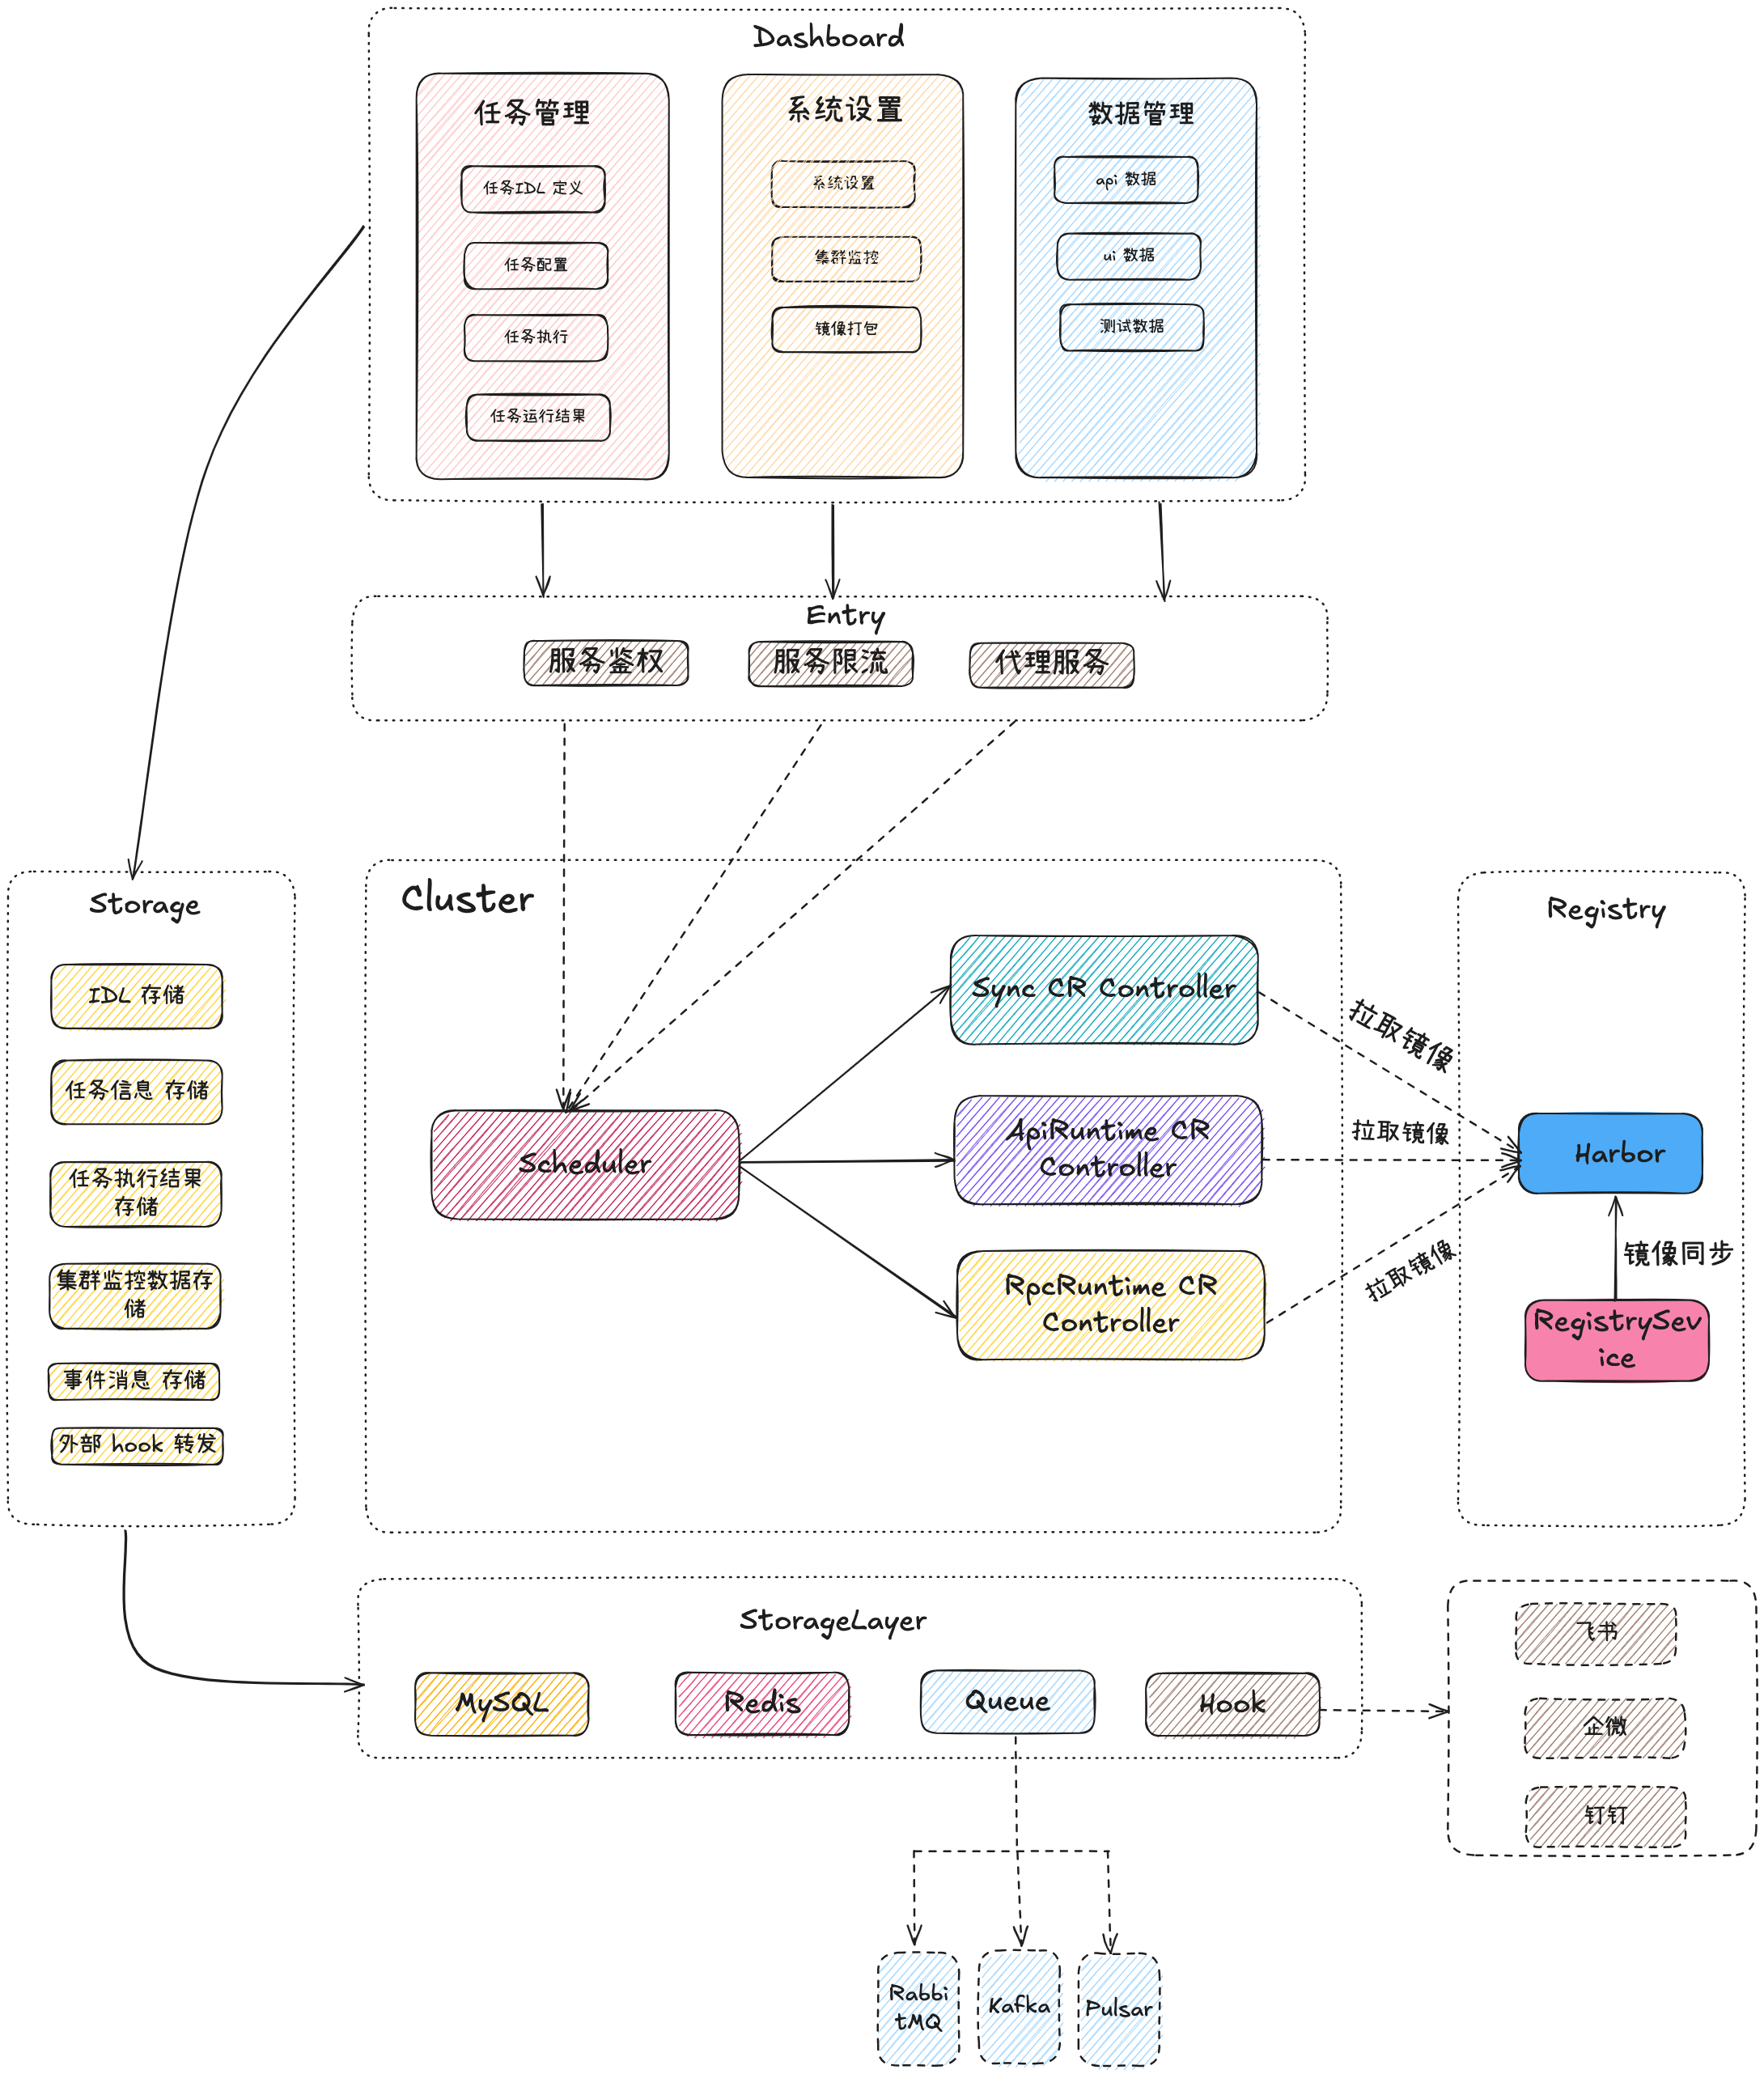 Dashboard
任务管理
任务IDL 定义
任务配置
任务执行
任务运行结果
系统设置
系统设置
集群监控
镜像打包
数据管理
api 数据
ui 数据
测试数据
Entry
服务鉴权
服务限流
代理服务
Storage
IDL 存储
任务信息 存储
任务执行结果
存储
集群监控数据存
储
事件消息 存储
外部 hook 转发
Cluster
Scheduler
Sync CR Controller
ApiRuntime CR
Controller
RpcRuntime CR
Controller
拉取镜像
拉取镜像
拉取镜像
Registry
Harbor
镜像同步
RegistrySev
ice
StorageLayer
MySQL
Redis
Queue
Hook
飞书
企微
钉钉
Rabbi
tMQ
Kafka
Pulsar